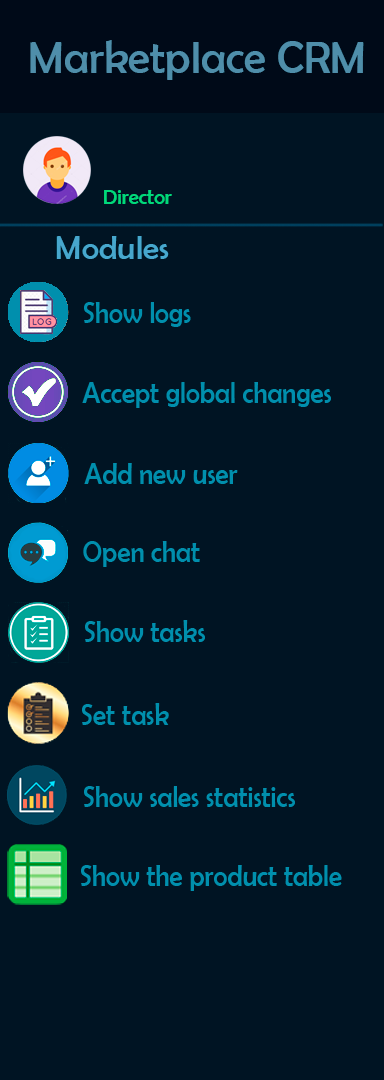 Marketplace CRM
Director
Modules
LOG
Show logs
Accept global changes
Add new user
Open chat
Show tasks
Set task
Show sales statistics
Show the product table